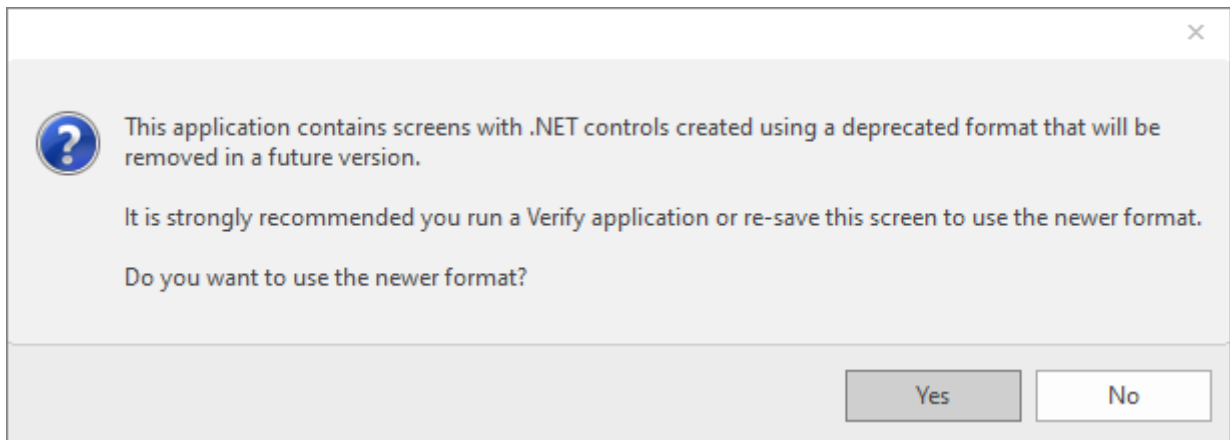 This application contains screens with .NET controls created using a deprecated format that will be
removed in a future version.
It is strongly recommended you run a Verify application or re-save this screen to use the newer format.
Do you want to use the newer format?
Yes
No